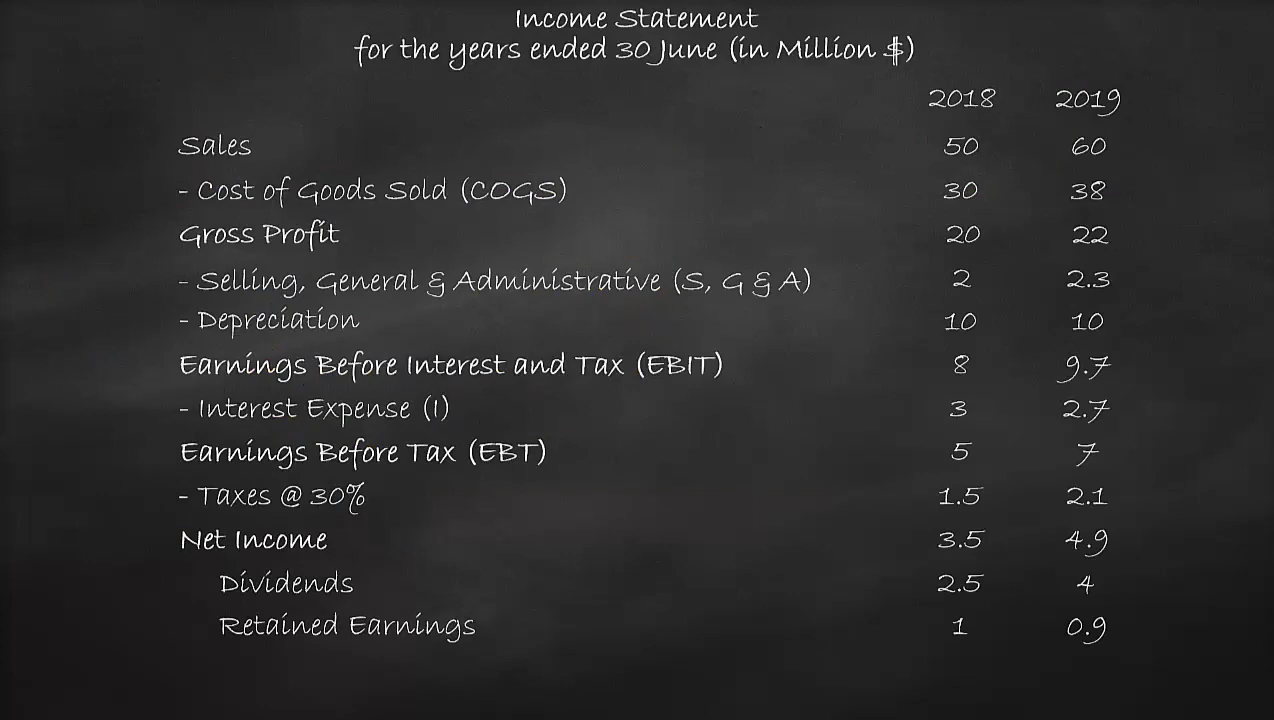 Income Statement
for the years ended 30 June (in Million $)
2018 2019
Sales 50 60
- Cost of Goods Sold (COGS) 30 38
Gross Profit 20 22
- Selling, General & Administrative (S, G & A) 2 2.3
- Depreciation 10 10
Earnings Before Interest and Tax (EBIT) 8 9.7
- Interest Expense (I) 3 2.7
Earnings Before Tax (EBT) 5 7
- Taxes @ 30% 1.5 2.1
Net Income 3.5 4.9
Dividends 2.5 4
Retained Earnings 1 0.9